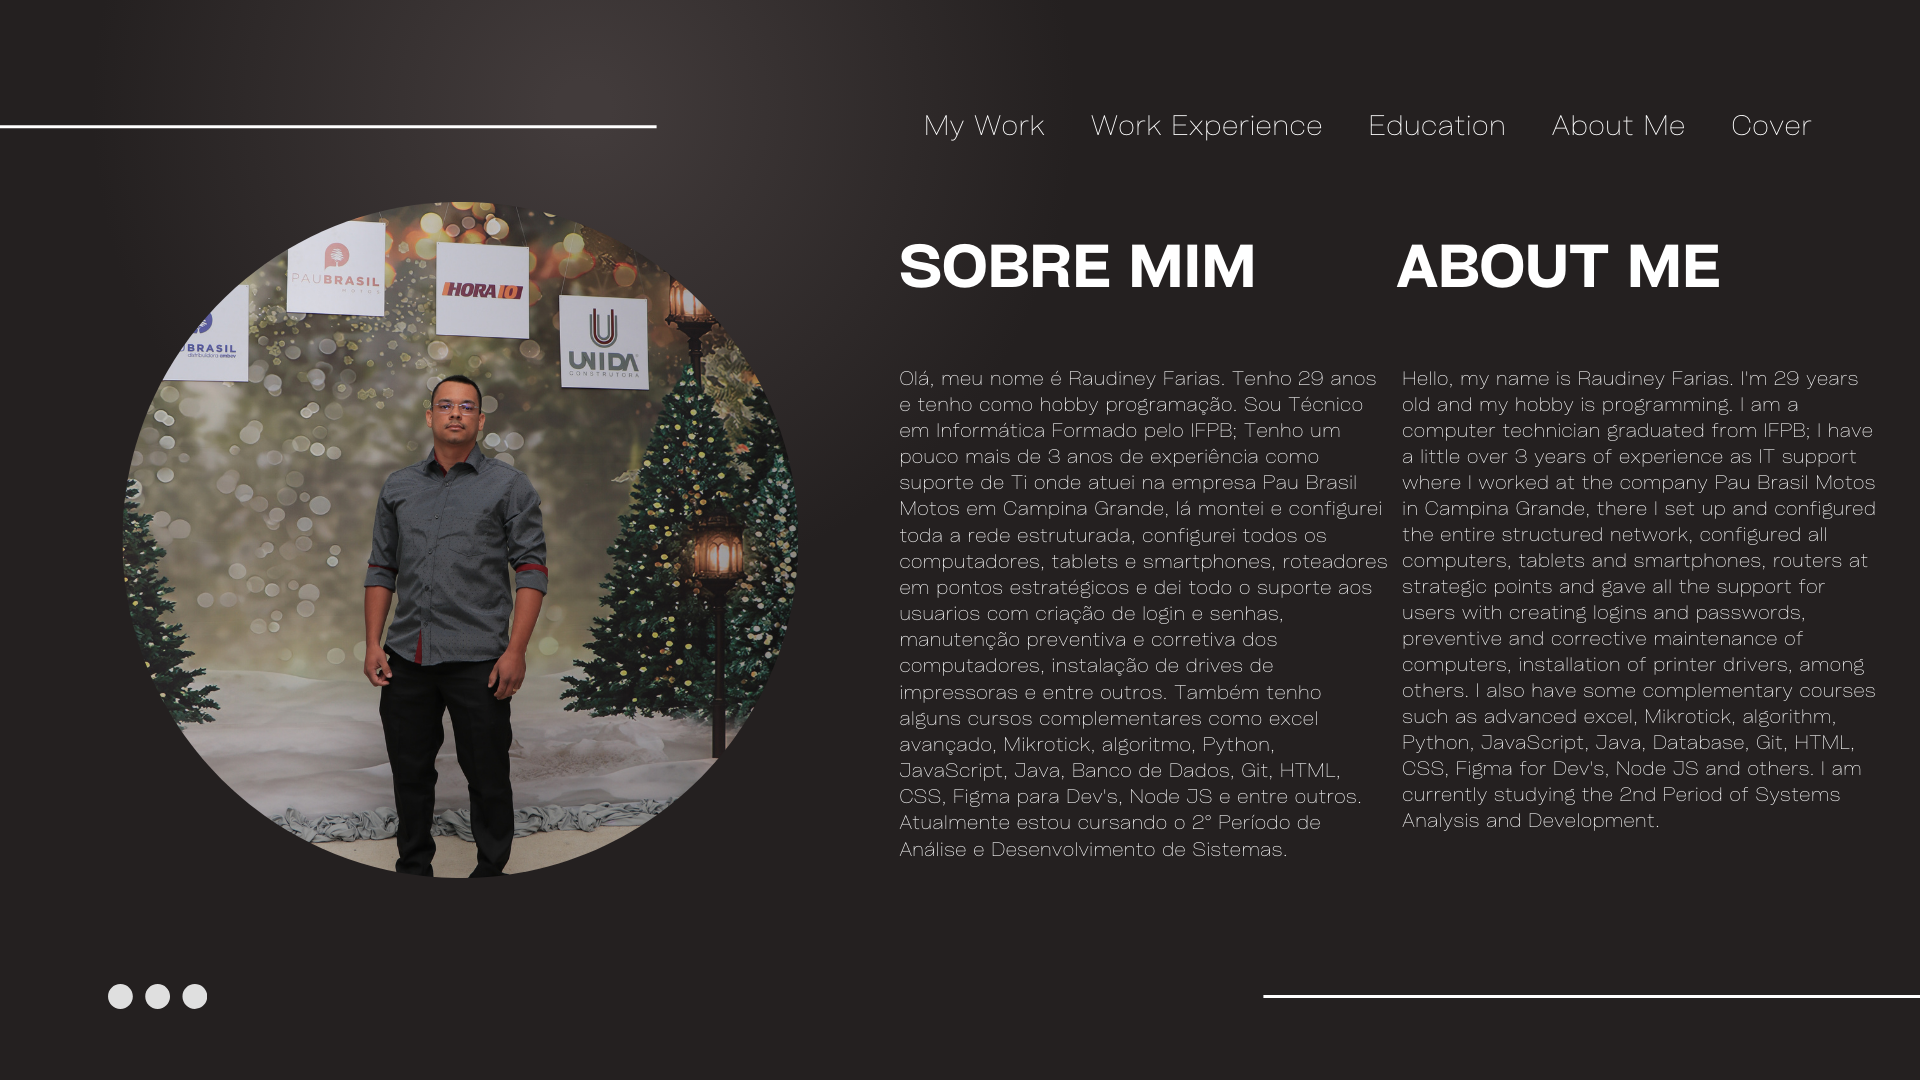 My Work Work Experience Education About Me Cover
PAUBRASIL
MOTOS
HORA 10
UBRASIL
distribuidora
UNIDA
CONSTRUTORA
SOBRE MIM
Olá, meu nome é Raudiney Farias. Tenho 29 anos
e tenho como hobby programação. Sou Técnico
em Informática Formado pelo IFPB; Tenho um
pouco mais de 3 anos de experiência como
suporte de Ti onde atuei na empresa Pau Brasil
Motos em Campina Grande, lá montei e configurei
toda a rede estruturada, configurei todos os
computadores, tablets e smartphones, roteadores
em pontos estratégicos e dei todo o suporte aos
usuarios com criação de login e senhas,
manutenção preventiva e corretiva dos
computadores, instalação de drives de
impressoras e entre outros. Também tenho
alguns cursos complementares como excel
avançado, Mikrotick, algoritmo, Python,
JavaScript, Java, Banco de Dados, Git, HTML,
CSS, Figma para Dev's, Node JS e entre outros.
Atualmente estou cursando o 2° Período de
Análise e Desenvolvimento de Sistemas.
ABOUT ME
Hello, my name is Raudiney Farias. I'm 29 years
old and my hobby is programming. I am a
computer technician graduated from IFPB; I have
a little over 3 years of experience as IT support
where I worked at the company Pau Brasil Motos
in Campina Grande, there I set up and configured
the entire structured network, configured all
computers, tablets and smartphones, routers at
strategic points and gave all the support for
users with creating logins and passwords,
preventive and corrective maintenance of
computers, installation of printer drivers, among
others. I also have some complementary courses
such as advanced excel, Mikrotick, algorithm,
Python, JavaScript, Java, Database, Git, HTML,
CSS, Figma for Dev's, Node JS and others. I am
currently studying the 2nd Period of Systems
Analysis and Development.